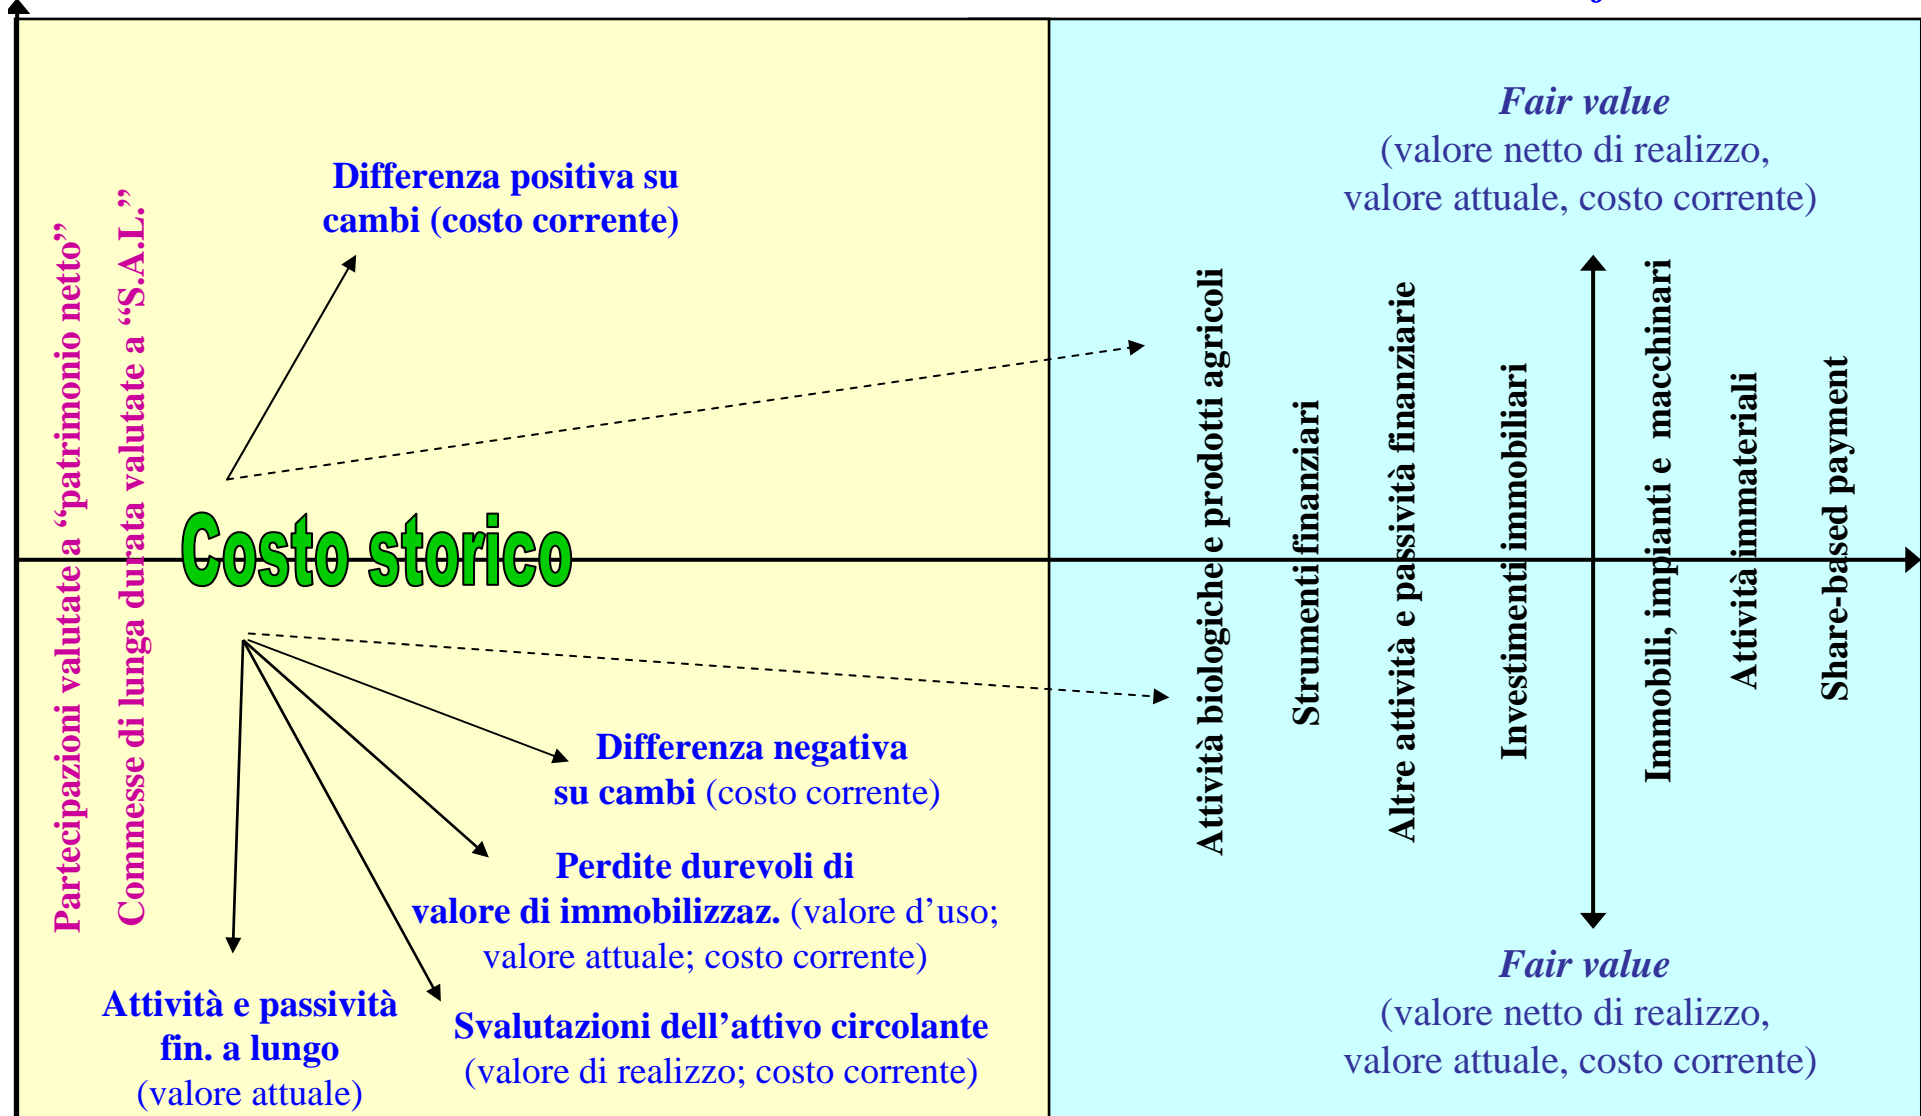 Partecipazioni valutate a “patrimonio netto”
Commesse di lunga durata valutate a “S.A.L.”
Differenza positiva su
cambi (costo corrente)
Costo storico
Differenza negativa
su cambi (costo corrente)
Perdite durevoli di
valore di immobilizzaz. (valore d’uso;
valore attuale; costo corrente)
Svalutazioni dell’attivo circolante
(valore di realizzo; costo corrente)
Attività e passività
fin. a lungo
(valore attuale)
Fair value
(valore netto di realizzo,
valore attuale, costo corrente)
Attività biologiche e prodotti agricoli
Strumenti finanziari
Altre attività e passività finanziarie
Investimenti immobiliari
Immobili, impianti e macchinari
Attività immateriali
Share-based payment
Fair value
(valore netto di realizzo,
valore attuale, costo corrente)